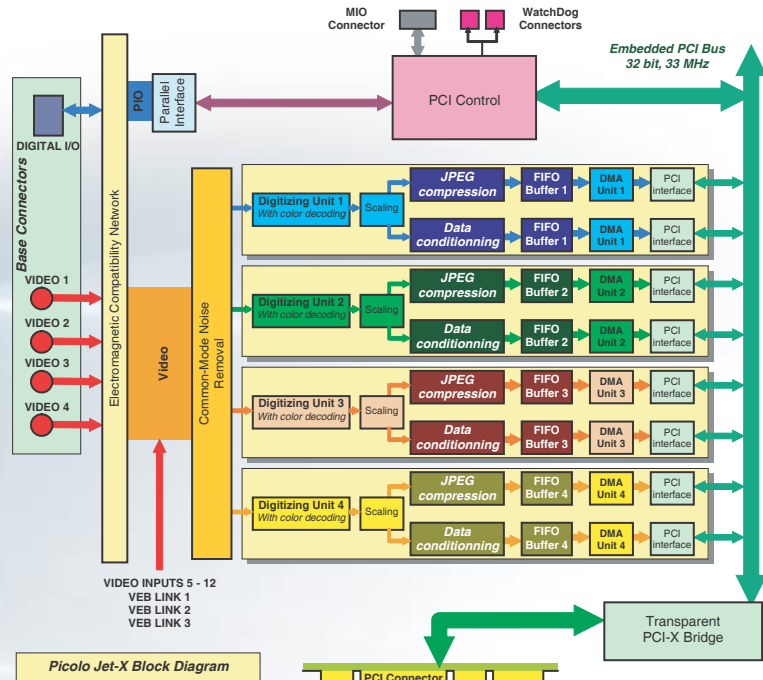 MIO
Connector
WatchDog
Connectors
Embedded PCI Bus
32 bit, 33 MHz
PCI Control
PIO
Parallel
Interface
DIGITAL I/O
Base Connectors
VIDEO 1
VIDEO 2
VIDEO 3
VIDEO 4
Electromagnetic Compatibility Network
Video
Common-Mode Noise
Removal
Digitizing Unit 1
With color decoding
Scaling
JPEG
compression
FIFO
Buffer 1
DMA
Unit 1
PCI
interface
Data
conditionning
FIFO
Buffer 1
DMA
Unit 1
PCI
interface
Digitizing Unit 2
With color decoding
Scaling
JPEG
compression
FIFO
Buffer 2
DMA
Unit 2
PCI
interface
Data
conditionning
FIFO
Buffer 2
DMA
Unit 2
PCI
interface
Digitizing Unit 3
With color decoding
Scaling
JPEG
compression
FIFO
Buffer 3
DMA
Unit 3
PCI
interface
Data
conditionning
FIFO
Buffer 3
DMA
Unit 3
PCI
interface
Digitizing Unit 4
With color decoding
Scaling
JPEG
compression
FIFO
Buffer 4
DMA
Unit 4
PCI
interface
Data
conditionning
FIFO
Buffer 4
DMA
Unit 4
PCI
interface
VIDEO INPUTS 5 - 12
VEB LINK 1
VEB LINK 2
VEB LINK 3
Transparent
PCI-X Bridge
Picolo Jet-X Block Diagram
PCI Connector